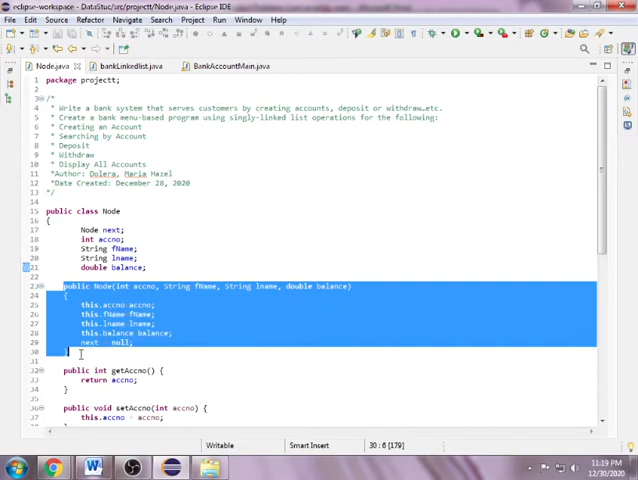 eclipse-workspace - DataStuc/src/projectt/Node.java - Eclipse IDE
File Edit Source Refactor Navigate Search Project Run Window Help
Node.java bankLinkedlist.java BankAccountMain.java
1 package projectt;
2
3 /*
4 * Write a bank system that serves customers by creating accounts, deposit or withdraw…etc.
5 * Create a bank menu-based program using singly-linked list operations for the following:
6 * Creating an Account
7 * Searching by Account
8 * Deposit
9 * Withdraw
10 * Display All Accounts
11 *Author: Dolera, Maria Hazel
12 *Date Created: December 28, 2020
13 */
14
15 public class Node
16 {
17 Node next;
18 int accno;
19 String fName;
20 String lname;
21 double balance;
22
23 public Node(int accno, String fName, String lname, double balance)
24 {
25 this.accno=accno;
26 this.fName=fName;
27 this.lname=lname;
28 this.balance=balance;
29 next = null;
30 }
31
32 public int getAccno() {
33 return accno;
34 }
35
36 public void setAccno(int accno) {
37 this.accno = accno;
Writable Smart Insert 30 : 6 [179]
11:19 PM
12/30/2020